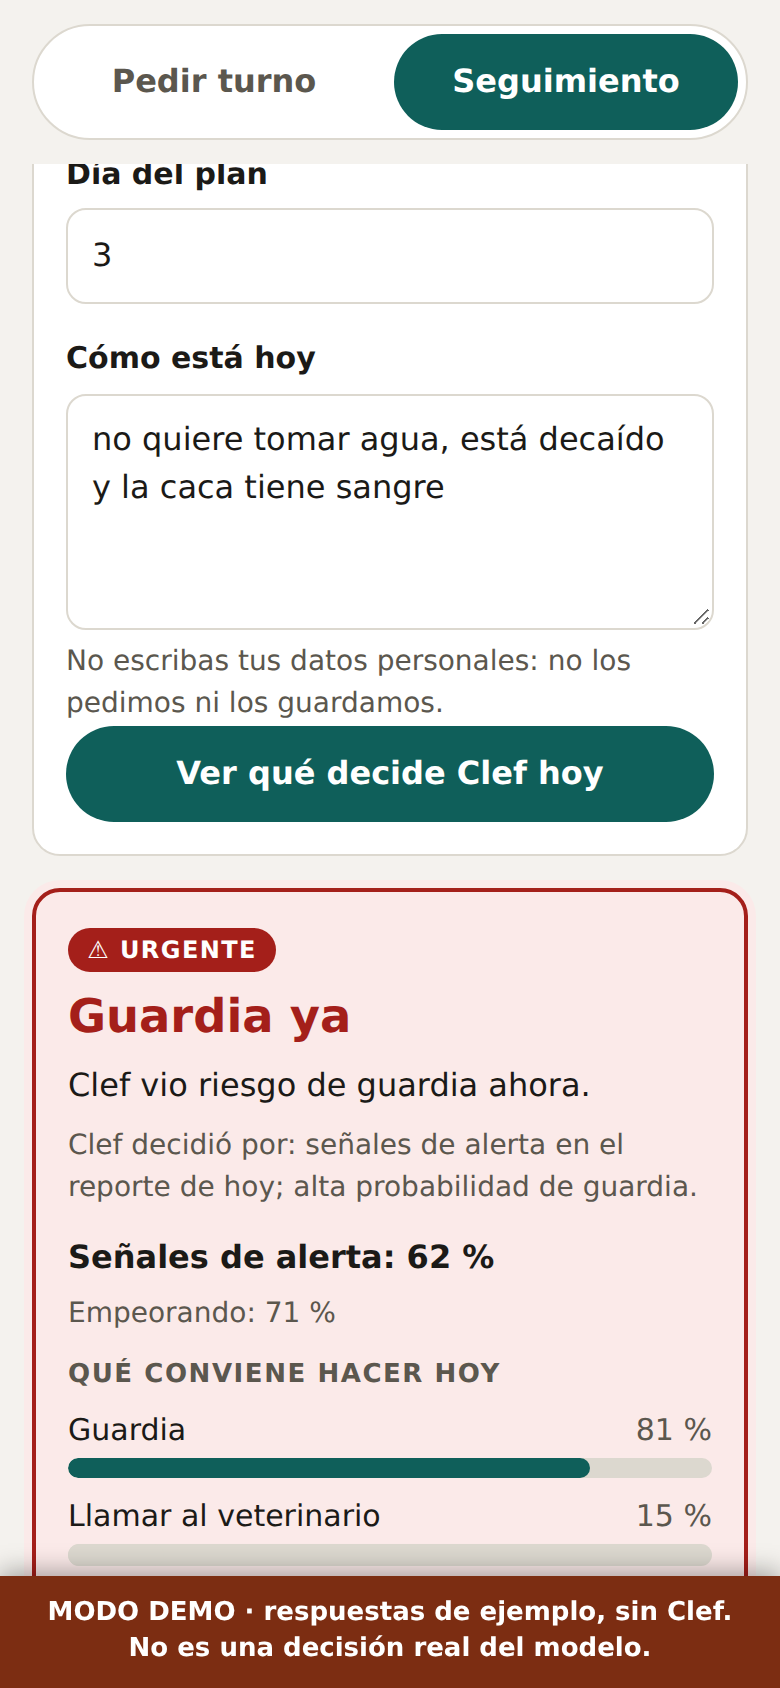 Pedir turno
Seguimiento
Día del plan
3
Cómo está hoy
no quiere tomar agua, está decaído
y la caca tiene sangre
No escribas tus datos personales: no los
pedimos ni los guardamos.
Ver qué decide Clef hoy
⚠ URGENTE
Guardia ya
Clef vio riesgo de guardia ahora.
Clef decidió por: señales de alerta en el
reporte de hoy; alta probabilidad de guardia.
Señales de alerta: 62 %
Empeorando: 71 %
QUÉ CONVIENE HACER HOY
Guardia 81 %
Llamar al veterinario 15 %
MODO DEMO · respuestas de ejemplo, sin Clef.
No es una decisión real del modelo.